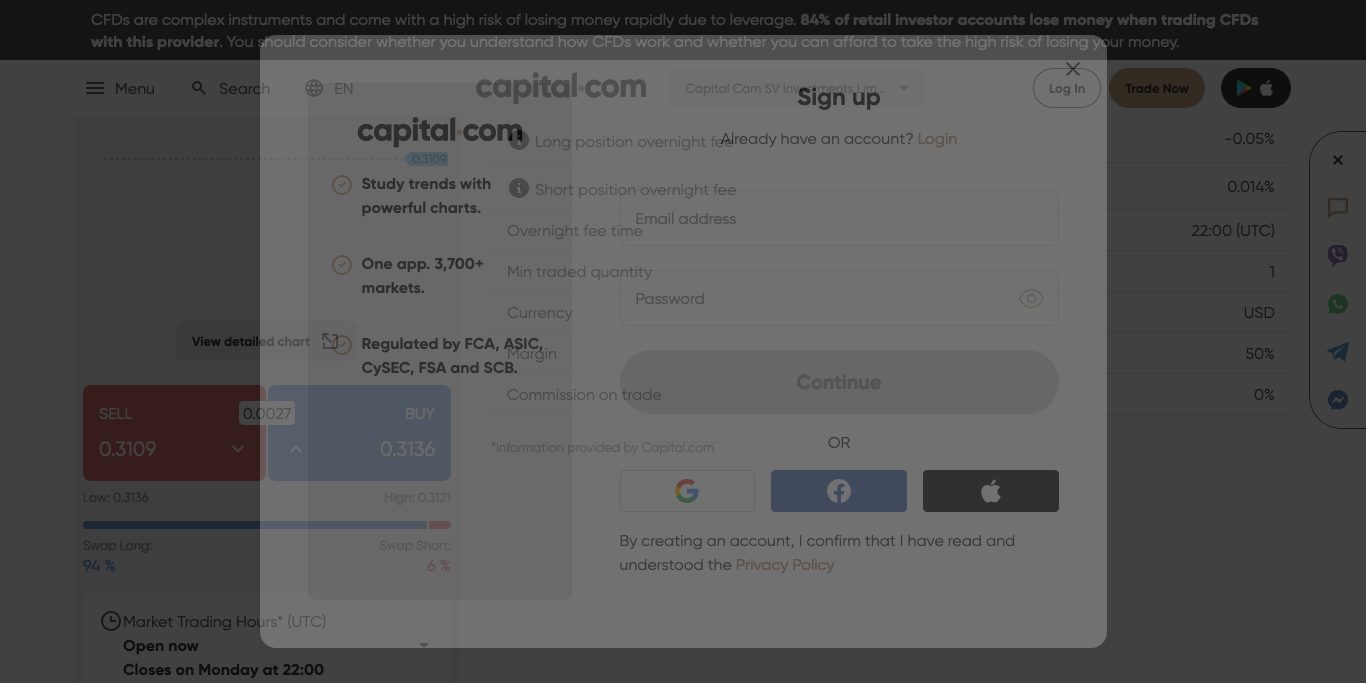 CFDs are complex instruments and come with a high risk of losing money rapidly due to leverage. 84% of retail investor accounts lose money when trading CFDs
with this provider. You should consider whether you understand how CFDs work and whether you can afford to take the high risk of losing your money.
Menu
Search
EN
capital.com
Capital Com SV Investments Lim...
Log In
Trade Now
0.3109
View detailed chart
SELL
0.3109
0.0027
BUY
0.3136
Low: 0.3136
High: 0.3121
Swap Long:
94 %
Swap Short:
6 %
Market Trading Hours* (UTC)
Open now
Closes on Monday at 22:00
Long position overnight fee
-0.05%
Short position overnight fee
0.014%
Overnight fee time
22:00 (UTC)
Min traded quantity
1
Currency
USD
Margin
50%
Commission on trade
0%
*Information provided by Capital.com
capital.com
Study trends with
powerful charts.
One app. 3,700+
markets.
Regulated by FCA, ASIC,
CySEC, FSA and SCB.
Sign up
Already have an account? Login
Email address
Password
Continue
OR
By creating an account, I confirm that I have read and
understood the Privacy Policy